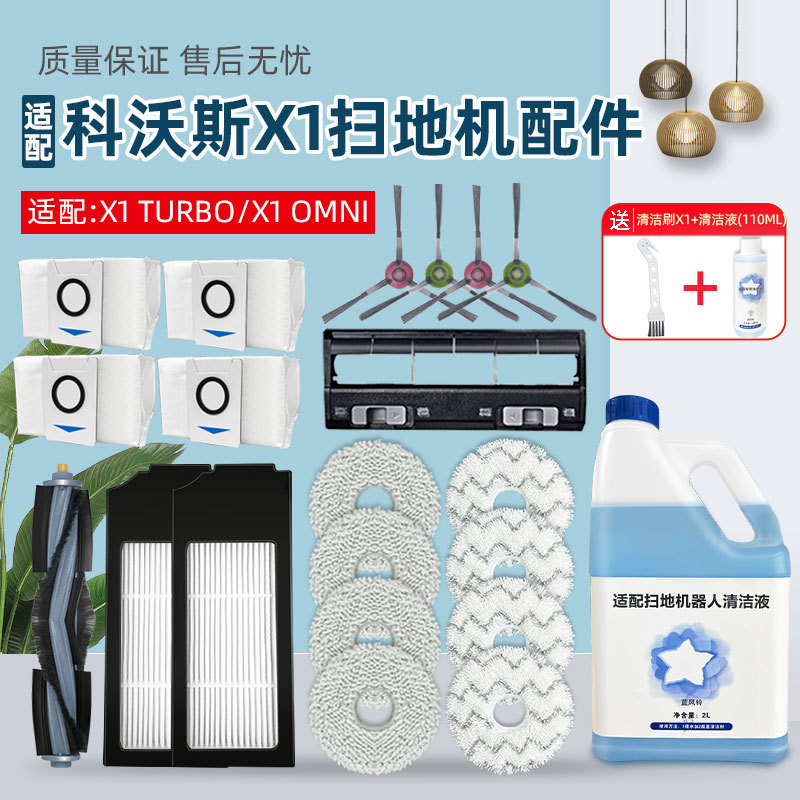 质量保证 售后无忧
适配 科沃斯X1扫地机配件
适配:X1 TURBO/X1 OMNI
送 清洁刷X1+清洁液(110ML)
适配扫地机器人清洁液
蓝风铃
净含量：2L